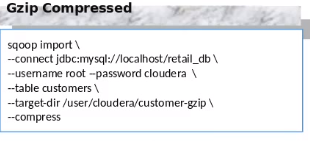 Gzip Compressed
sqoop import \
--connect jdbc:mysql://localhost/retail_db \
--username root --password cloudera \
--table customers \
--target-dir /user/cloudera/customer-gzip \
--compress